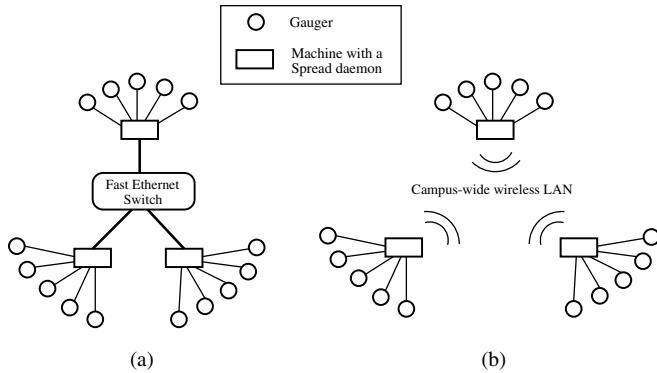 Gauger
Machine with a
Spread daemon
Fast Ethernet
Switch
Campus-wide wireless LAN
(a)
(b)